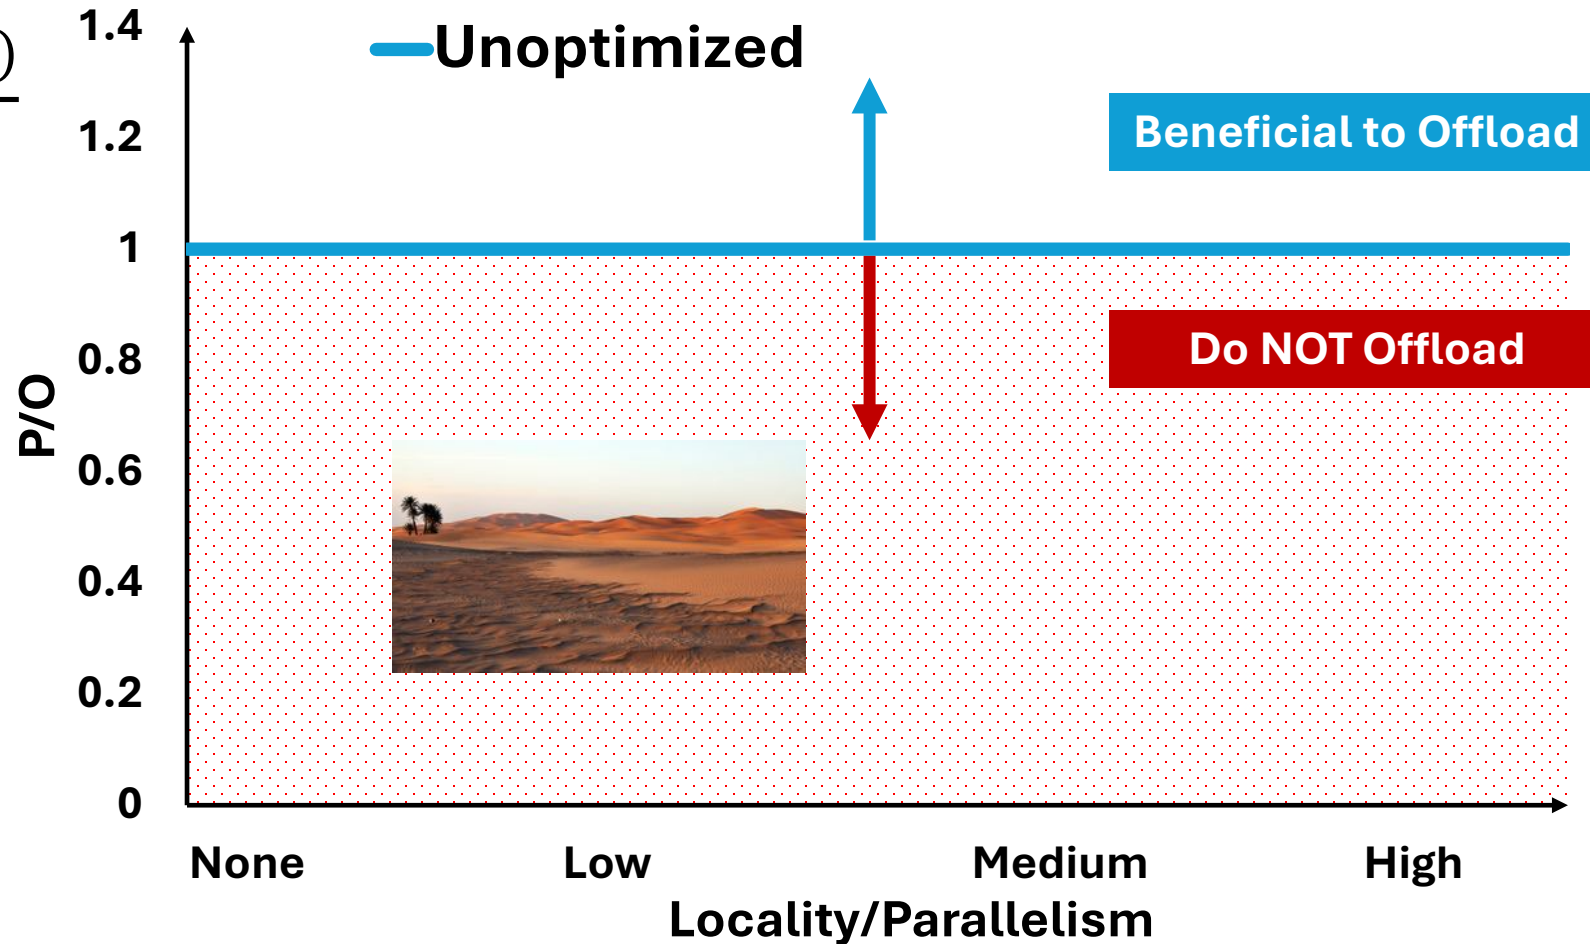 )
1.4
Unoptimized
1.2
Beneficial to Offload
1
Do NOT Offload
0.8
P/O
0.6
0.4
0.2
0
None Low Medium High
Locality/Parallelism